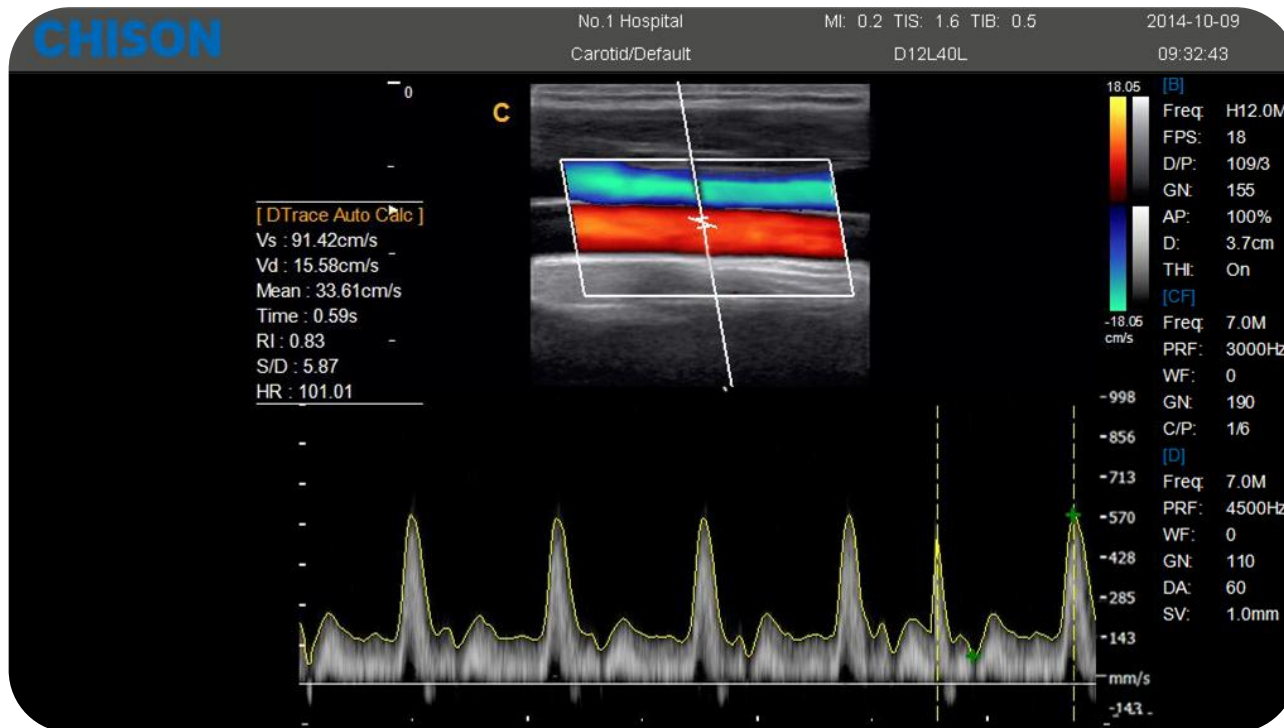 CHISON
No.1 Hospital MI: 0.2 TIS: 1.6 TIB: 0.5 2014-10-09
Carotid/Default D12L40L 09:32:43
0
C
[ DTrace Auto Calc ]
Vs : 91.42cm/s
Vd : 15.58cm/s
Mean : 33.61cm/s
Time : 0.59s
RI : 0.83
S/D : 5.87
HR : 101.01
18.05
-18.05
cm/s
[B]
Freq: H12.0M
FPS: 18
D/P: 109/3
GN: 155
AP: 100%
D: 3.7cm
THI: On
[CF]
Freq: 7.0M
PRF: 3000Hz
WF: 0
GN: 190
C/P: 1/6
[D]
Freq: 7.0M
PRF: 4500Hz
WF: 0
GN: 110
DA: 60
SV: 1.0mm
-998
-856
-713
-570
-428
-285
-143
mm/s
-143